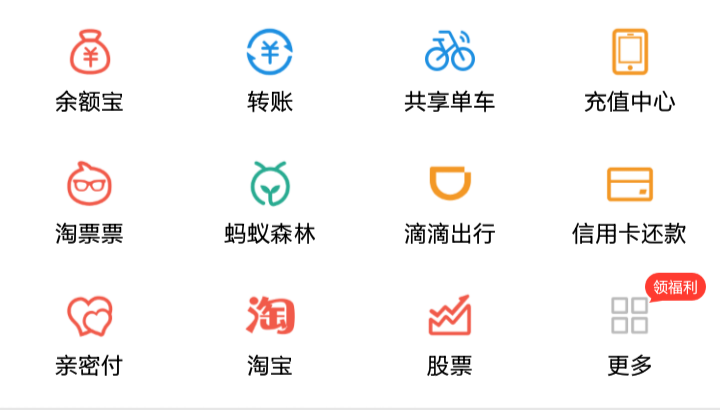 余额宝 转账 共享单车 充值中心
淘票票 蚂蚁森林 滴滴出行 信用卡还款
淘 领福利
亲密付 淘宝 股票 更多